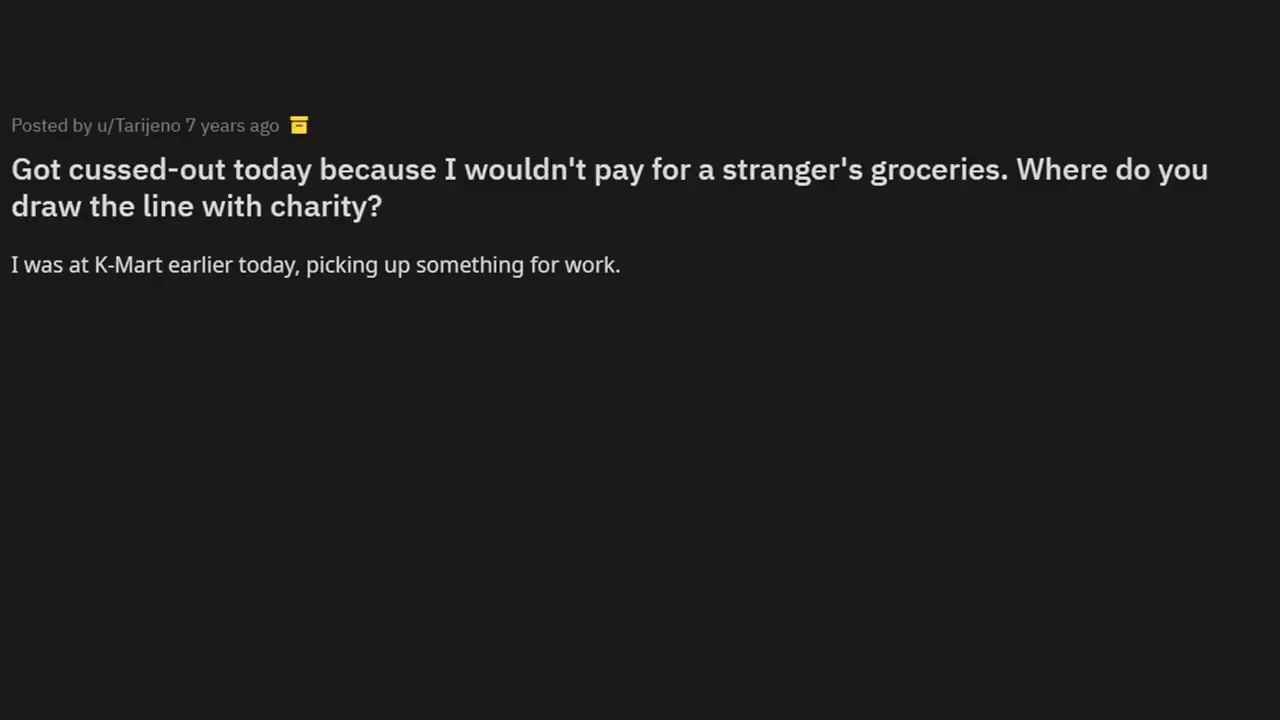 Posted by u/Tarijeno 7 years ago
Got cussed-out today because I wouldn't pay for a stranger's groceries. Where do you
draw the line with charity?
I was at K-Mart earlier today, picking up something for work.